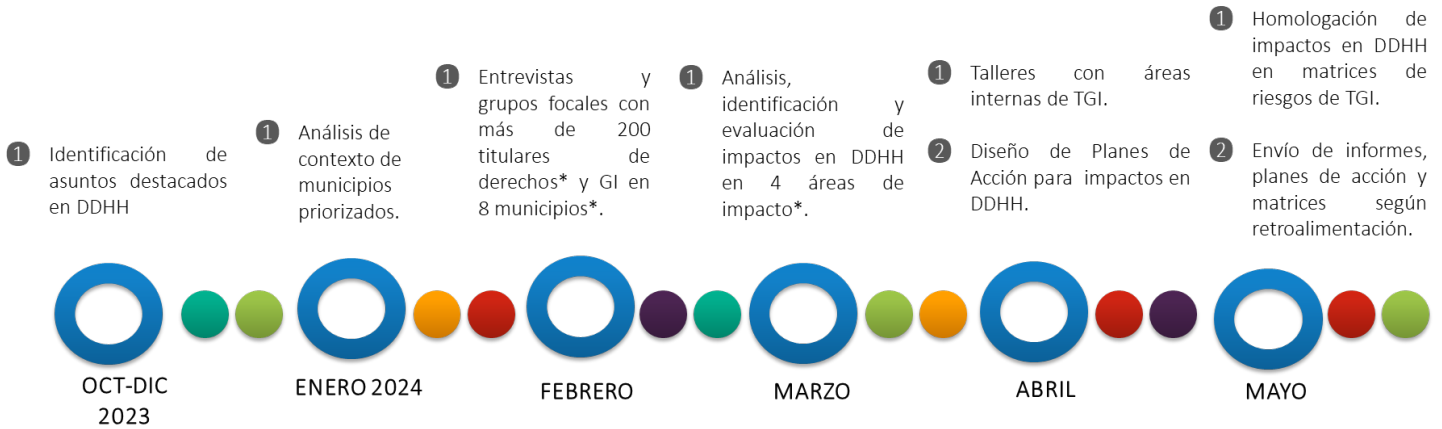 1 Identificación de
asuntos destacados
en DDHH
OCT-DIC
2023
1 Análisis de
contexto de
municipios
priorizados.
ENERO 2024
1 Entrevistas y
grupos focales con
más de 200
titulares de
derechos* y GI en
8 municipios*.
FEBRERO
1 Análisis,
identificación y
evaluación de
impactos en DDHH
en 4 áreas de
impacto*.
MARZO
1 Talleres con áreas
internas de TGI.
2 Diseño de Planes de
Acción para impactos en
DDHH.
ABRIL
1 Homologación de
impactos en DDHH
en matrices de
riesgos de TGI.
2 Envío de informes,
planes de acción y
matrices según
retroalimentación.
MAYO